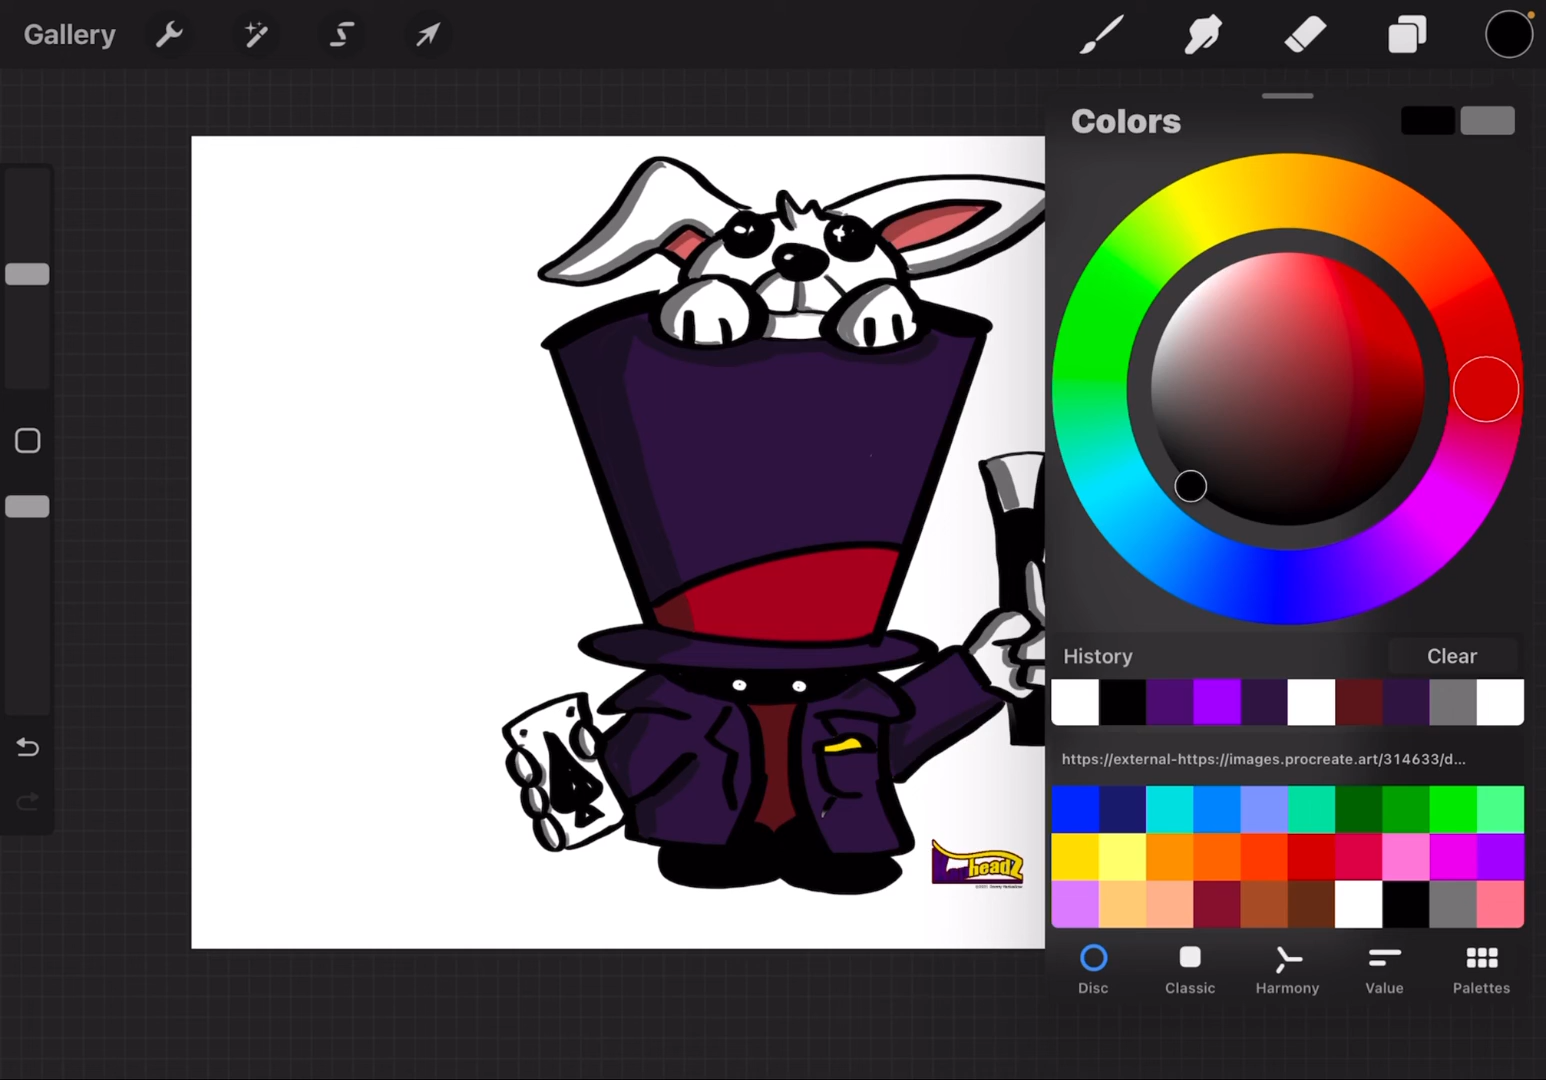 Gallery
Colors
History
Clear
https://external-https://images.procreate.art/314633/d...
headZ
Disc
Classic
Harmony
Value
Palettes